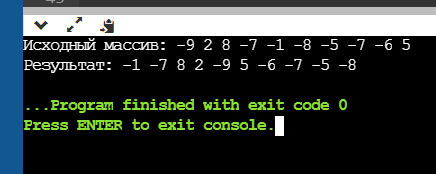 Исходный массив: -9 2 8 -7 -1 -8 -5 -7 -6 5
Результат: -1 -7 8 2 -9 5 -6 -7 -5 -8
...Program finished with exit code 0
Press ENTER to exit console.